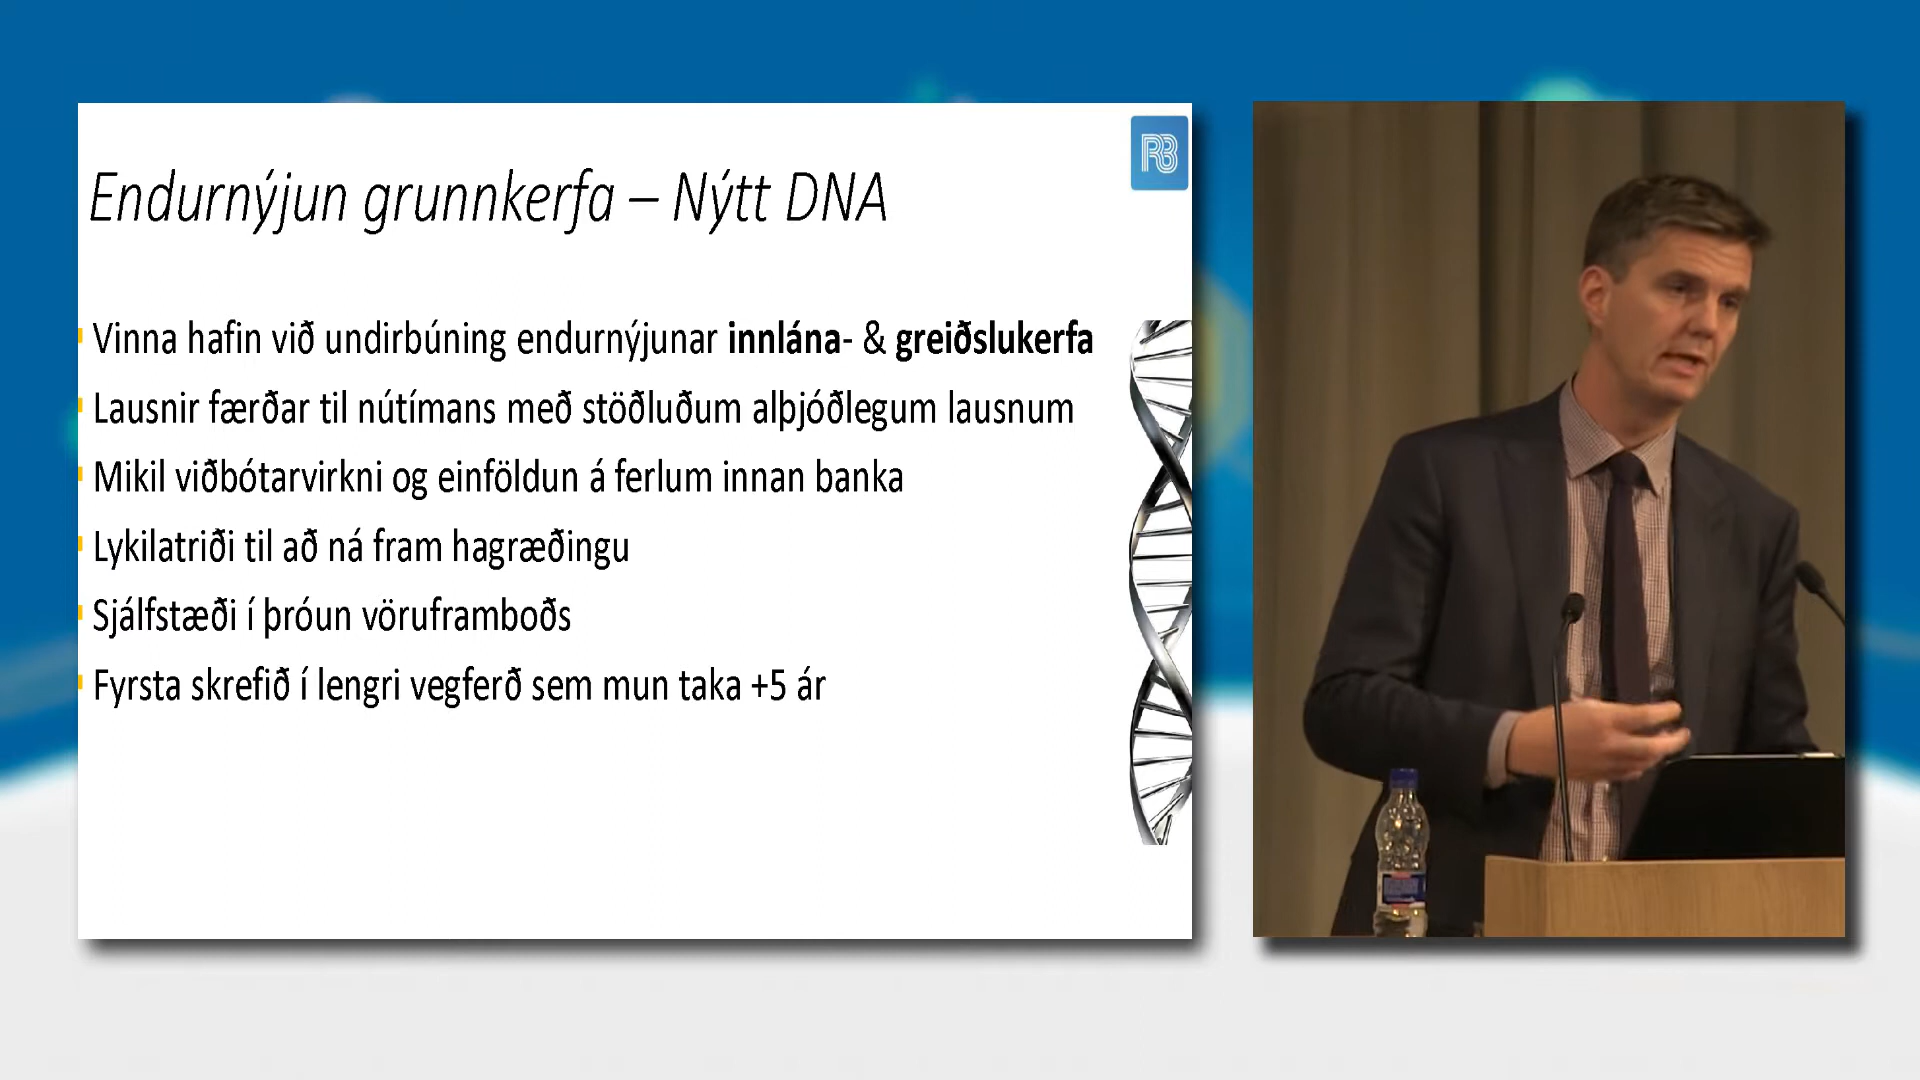 RB
Endurnýjun grunnkerfa – Nýtt DNA
Vinna hafin við undirbúning endurnýjunar innlána- & greiðslukerfa
Lausnir færðar til nútímans með stöðluðum alþjóðlegum lausnum
Mikil viðbótarvirkni og einföldun á ferlum innan banka
Lykilatriði til að ná fram hagræðingu
Sjálfstæði í þróun vöruframboðs
Fyrsta skrefið í lengri vegferð sem mun taka +5 ár